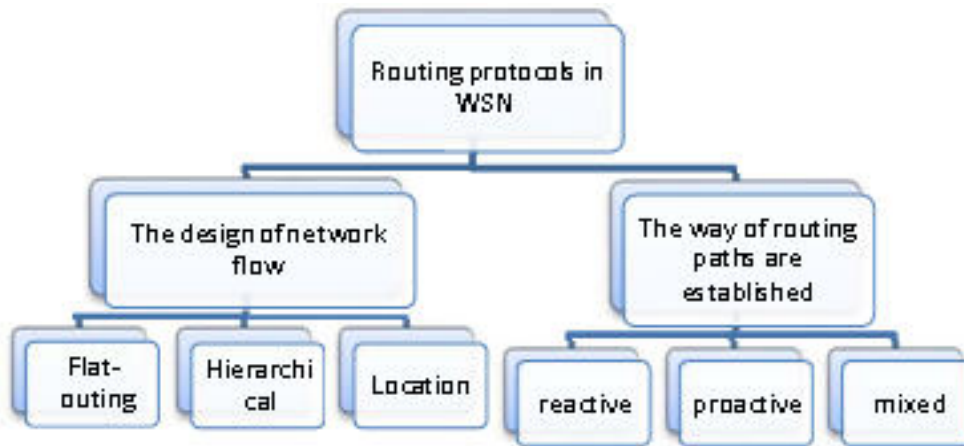 Routing protocols in
WSN
The design of network
flow
The way of routing
paths are
established
Flat-
outing
Hierarchi
cal
Location
reactive
proactive
mixed